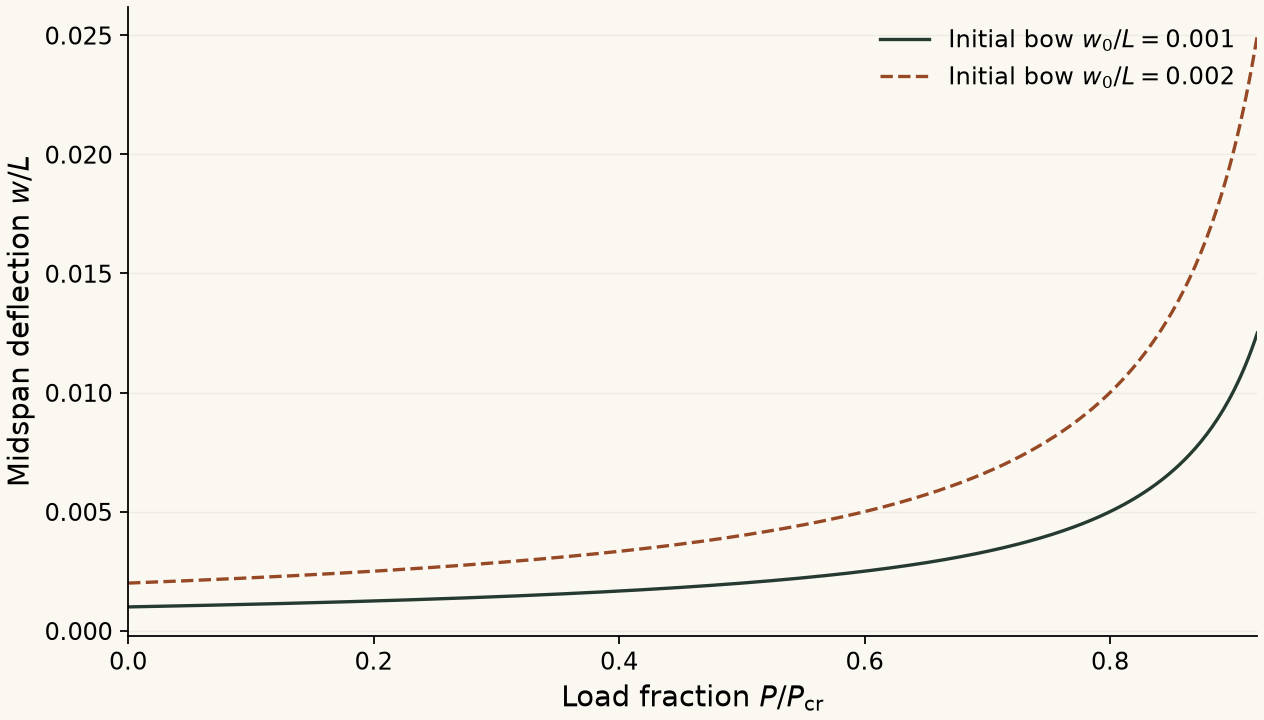 0.025
0.020
0.015
0.010
0.005
0.000
Midspan deflection w/L
Initial bow w₀/L = 0.001
Initial bow w₀/L = 0.002
0.0 0.2 0.4 0.6 0.8
Load fraction P/P_cr